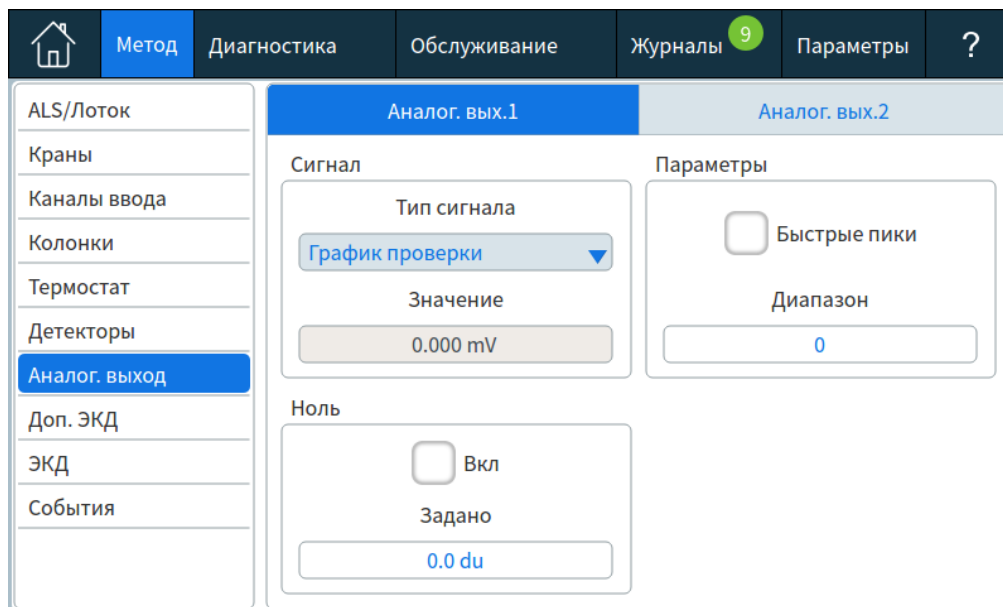 Метод
Диагностика
Обслуживание
Журналы 9
Параметры
?
ALS/Лоток
Краны
Каналы ввода
Колонки
Термостат
Детекторы
Аналог. выход
Доп. ЭКД
ЭКД
События
Аналог. вых.1
Аналог. вых.2
Сигнал
Тип сигнала
График проверки
Значение
0.000 mV
Параметры
Быстрые пики
Диапазон
0
Ноль
Вкл
Задано
0.0 du